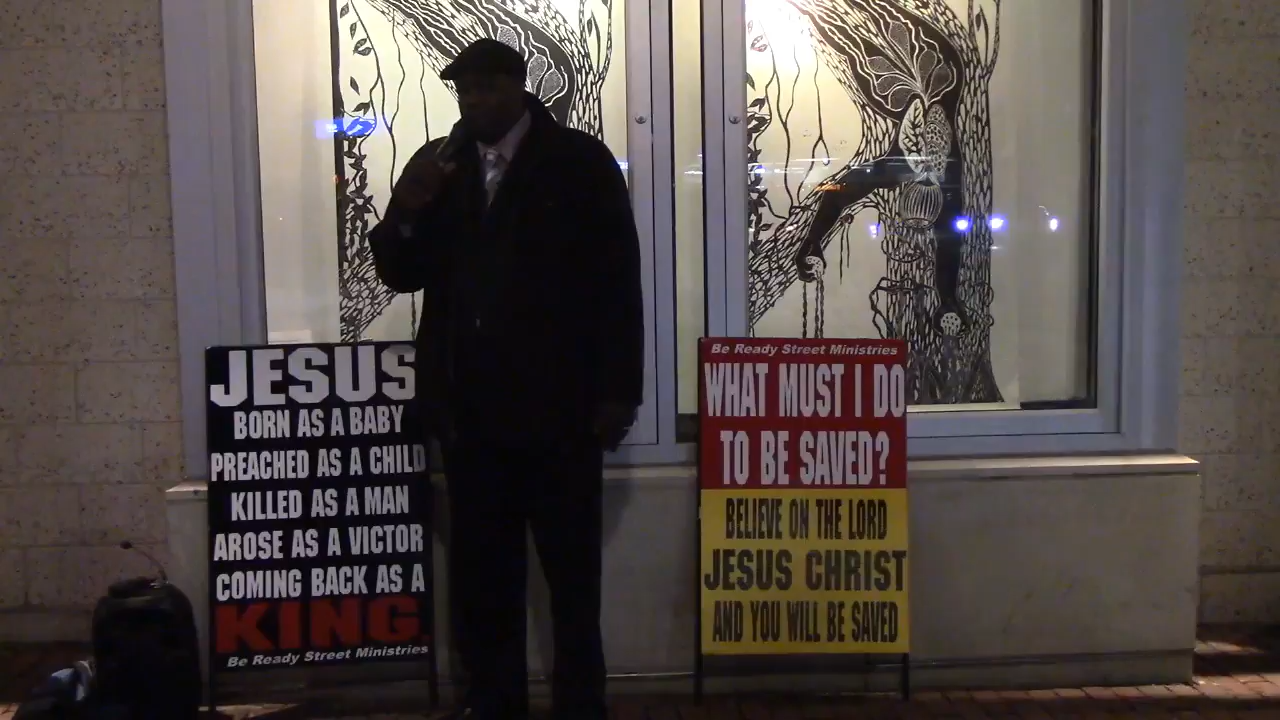 JESUS
BORN AS A BABY
PREACHED AS A CHILD
KILLED AS A MAN
AROSE AS A VICTOR
COMING BACK AS A
KING.
Be Ready Street Ministries
Be Ready Street Ministries
WHAT MUST I DO
TO BE SAVED?
BELIEVE ON THE LORD
JESUS CHRIST
AND YOU WILL BE SAVED